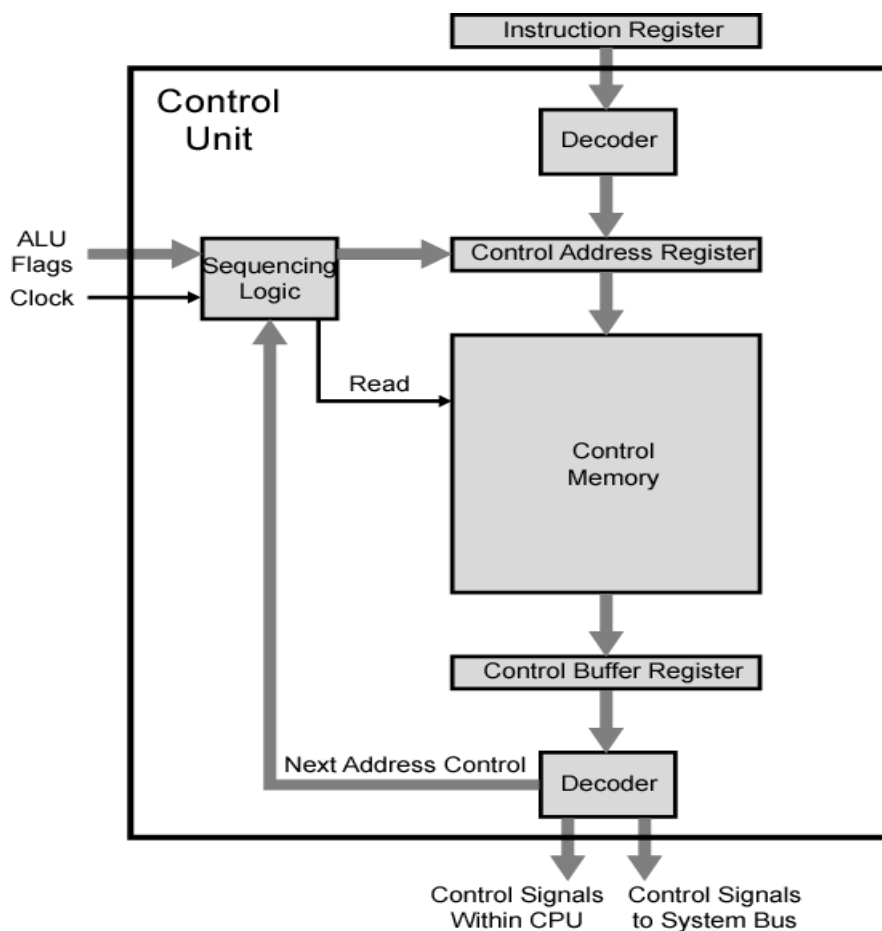 Instruction Register
Control
Unit
Decoder
ALU
Flags
Sequencing
Logic
Control Address Register
Clock
Read
Control
Memory
Control Buffer Register
Next Address Control
Decoder
Control Signals
Within CPU
Control Signals
to System Bus